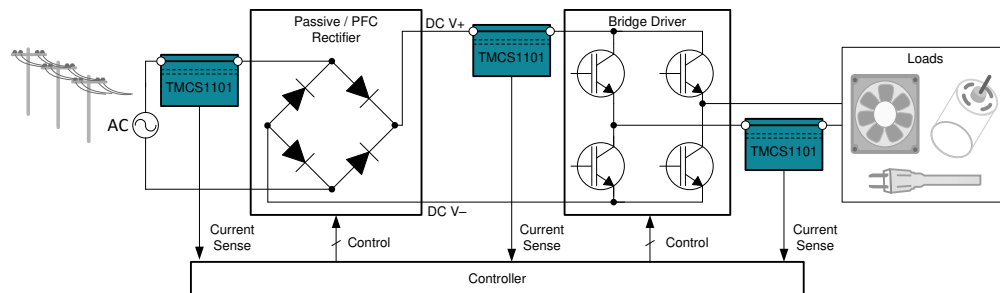 Passive / PFC
Rectifier
DC V+
Bridge Driver
Loads
TMCS1101
TMCS1101
AC
TMCS1101
DC V–
Current
Sense
Control
Current
Sense
Control
Current
Sense
Controller